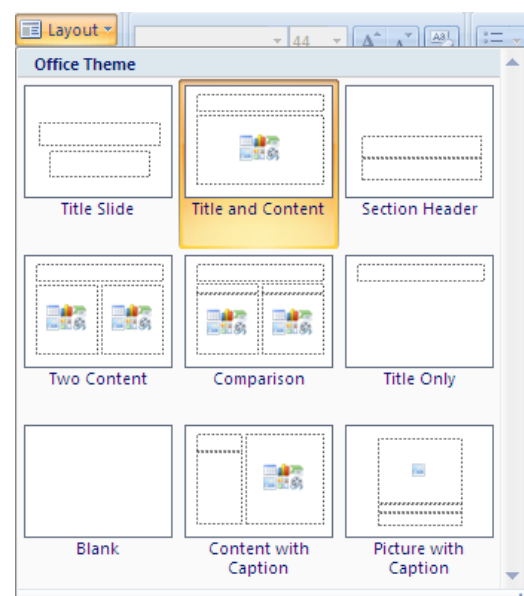 Layout
44 A A Aa
Office Theme
Title Slide Title and Content Section Header
Two Content Comparison Title Only
Blank Content with Picture with
Caption Caption